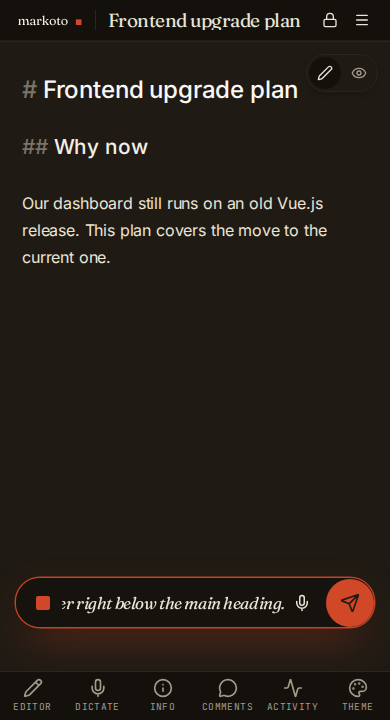 markoto
Frontend upgrade plan
# Frontend upgrade plan
## Why now
Our dashboard still runs on an old Vue.js
release. This plan covers the move to the
current one.
right below the main heading.
EDITOR DICTATE INFO COMMENTS ACTIVITY THEME